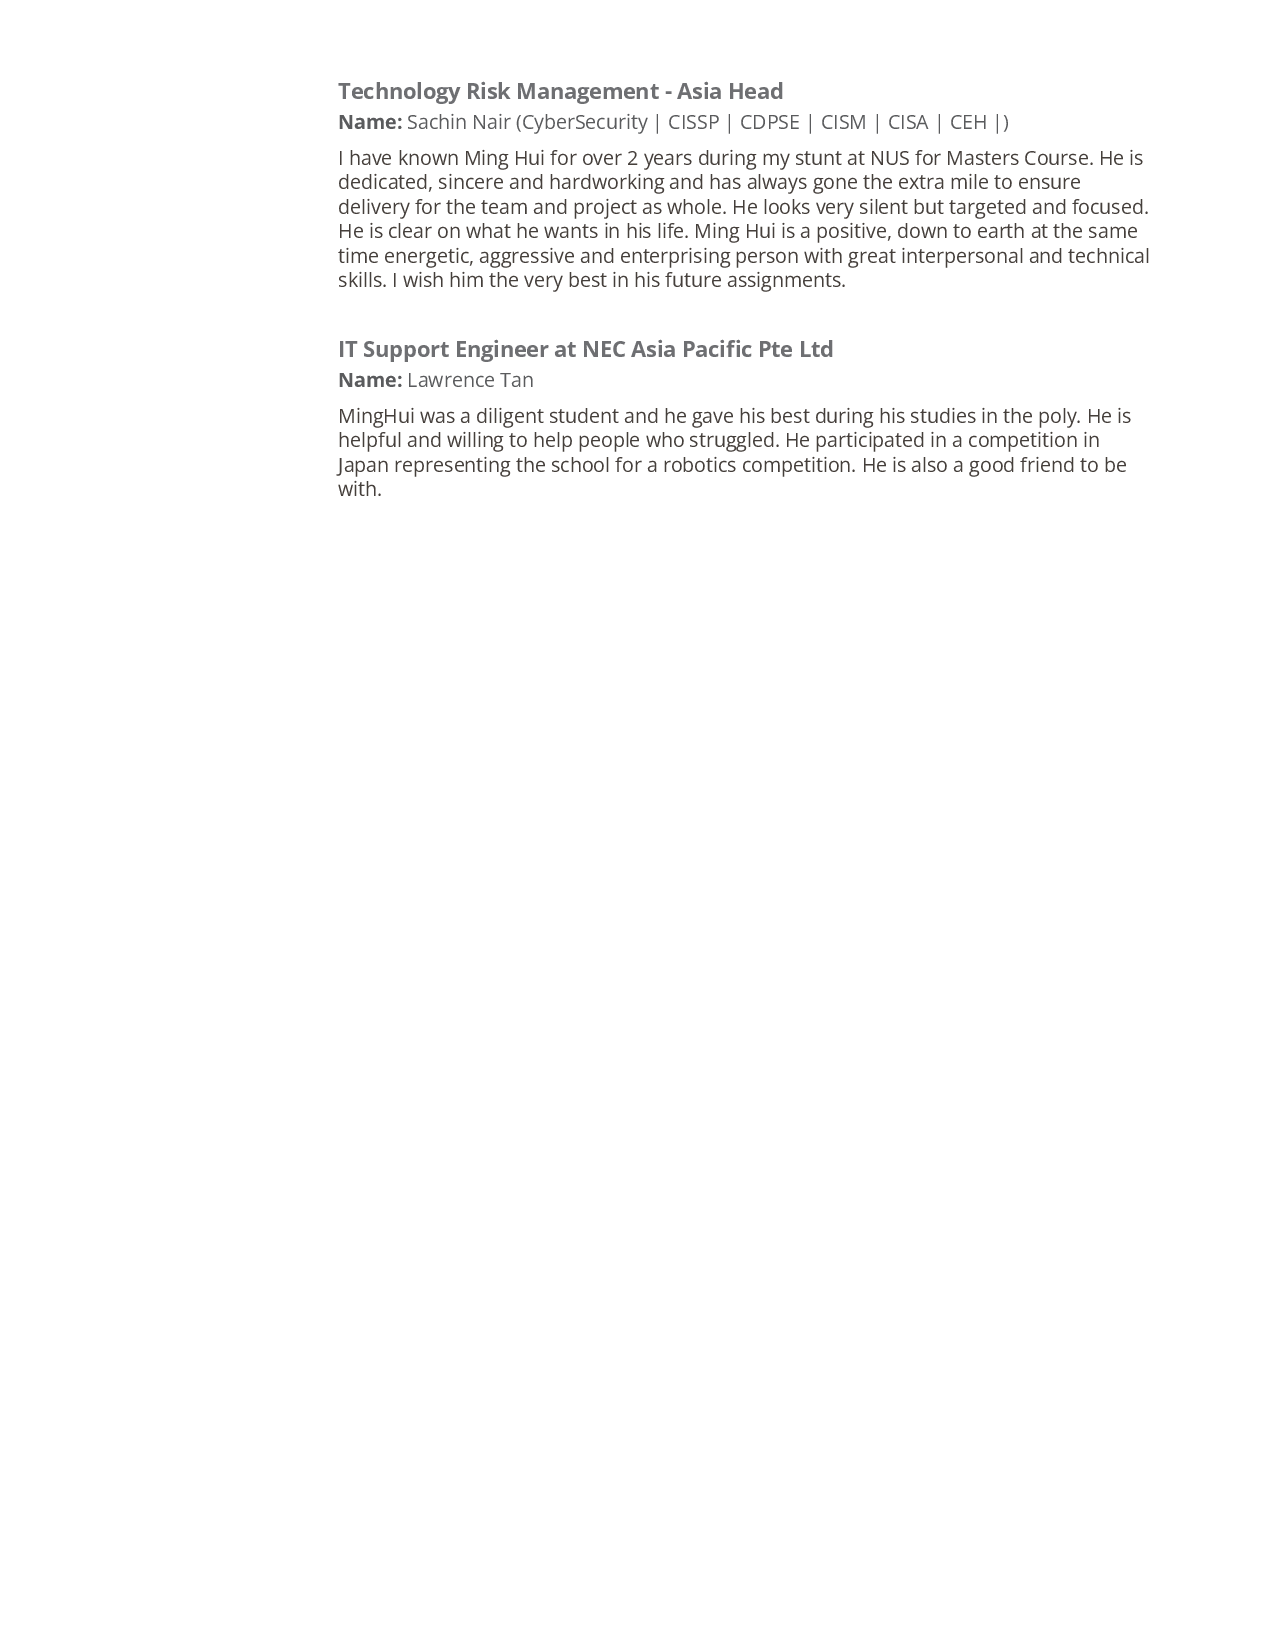 Technology Risk Management - Asia Head
Name: Sachin Nair (CyberSecurity | CISSP | CDPSE | CISM | CISA | CEH |)
I have known Ming Hui for over 2 years during my stunt at NUS for Masters Course. He is
dedicated, sincere and hardworking and has always gone the extra mile to ensure
delivery for the team and project as whole. He looks very silent but targeted and focused.
He is clear on what he wants in his life. Ming Hui is a positive, down to earth at the same
time energetic, aggressive and enterprising person with great interpersonal and technical
skills. I wish him the very best in his future assignments.
IT Support Engineer at NEC Asia Pacific Pte Ltd
Name: Lawrence Tan
MingHui was a diligent student and he gave his best during his studies in the poly. He is
helpful and willing to help people who struggled. He participated in a competition in
Japan representing the school for a robotics competition. He is also a good friend to be
with.